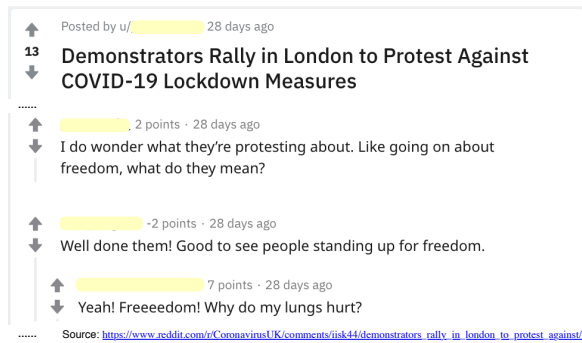 Posted by u/ 28 days ago
13
Demonstrators Rally in London to Protest Against
COVID-19 Lockdown Measures
......
2 points · 28 days ago
I do wonder what they're protesting about. Like going on about
freedom, what do they mean?
-2 points · 28 days ago
Well done them! Good to see people standing up for freedom.
7 points · 28 days ago
Yeah! Freeeedom! Why do my lungs hurt?
...... Source: https://www.reddit.com/r/CoronavirusUK/comments/iisk44/demonstrators_rally_in_london_to_protest_against/